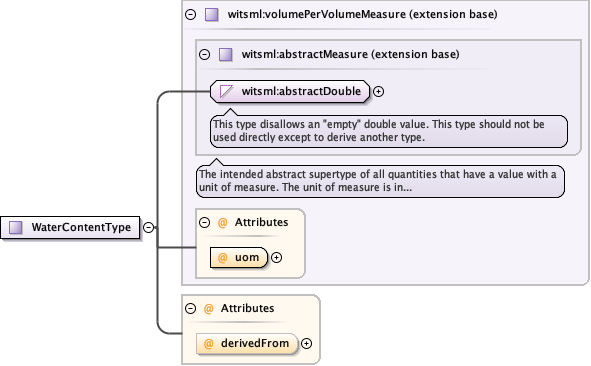 witsml:volumePerVolumeMeasure (extension base)
witsml:abstractMeasure (extension base)
witsml:abstractDouble
This type disallows an "empty" double value. This type should not be
used directly except to derive another type.
The intended abstract supertype of all quantities that have a value with a
unit of measure. The unit of measure is in...
@ Attributes
WaterContentType
@ uom
@ Attributes
@ derivedFrom